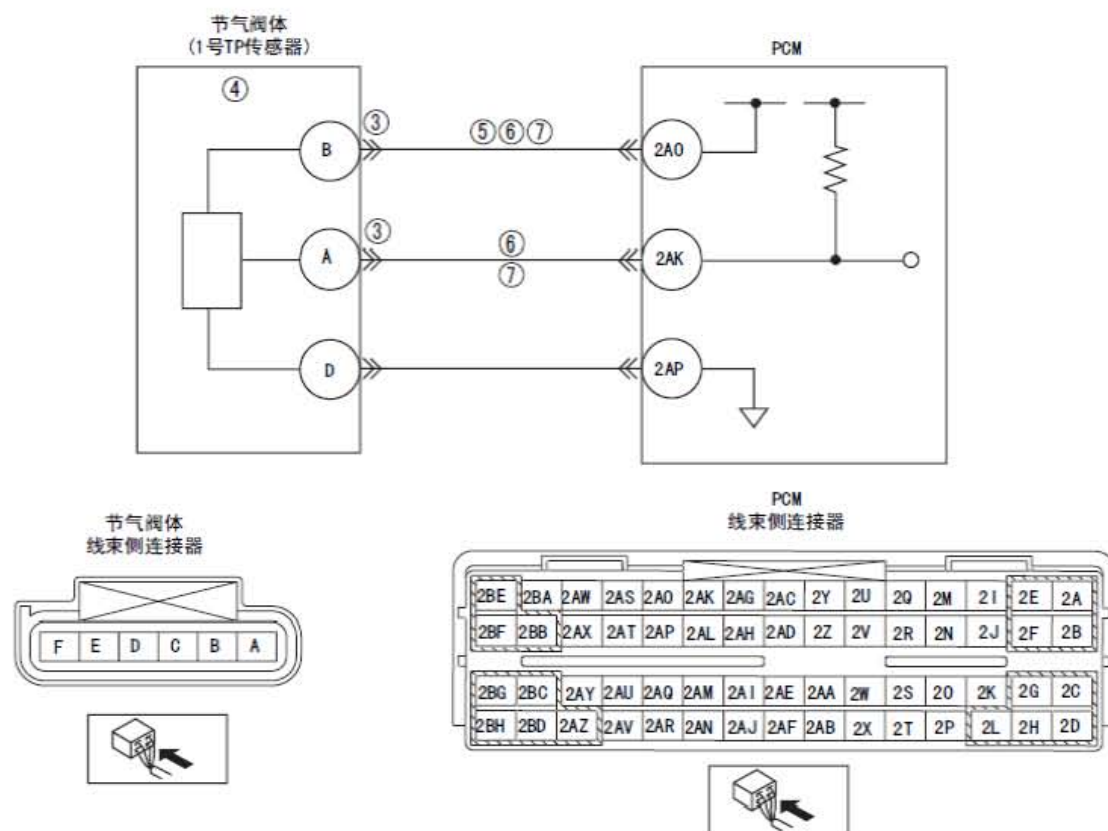 节气阀体
(1号TP传感器)
PCM
④
③
⑤⑥⑦
B
2AO
③
⑥
A
2AK
⑦
D
2AP
节气阀体
线束侧连接器
PCM
线束侧连接器
F E D C B A
2BE 2BA 2AW 2AS 2AO 2AK 2AG 2AC 2Y 2U 2Q 2M 2I 2E 2A
2BF 2BB 2AX 2AT 2AP 2AL 2AH 2AD 2Z 2V 2R 2N 2J 2F 2B
2BG 2BC 2AY 2AU 2AQ 2AM 2AI 2AE 2AA 2W 2S 2O 2K 2G 2C
2BH 2BD 2AZ 2AV 2AR 2AN 2AJ 2AF 2AB 2X 2T 2P 2L 2H 2D